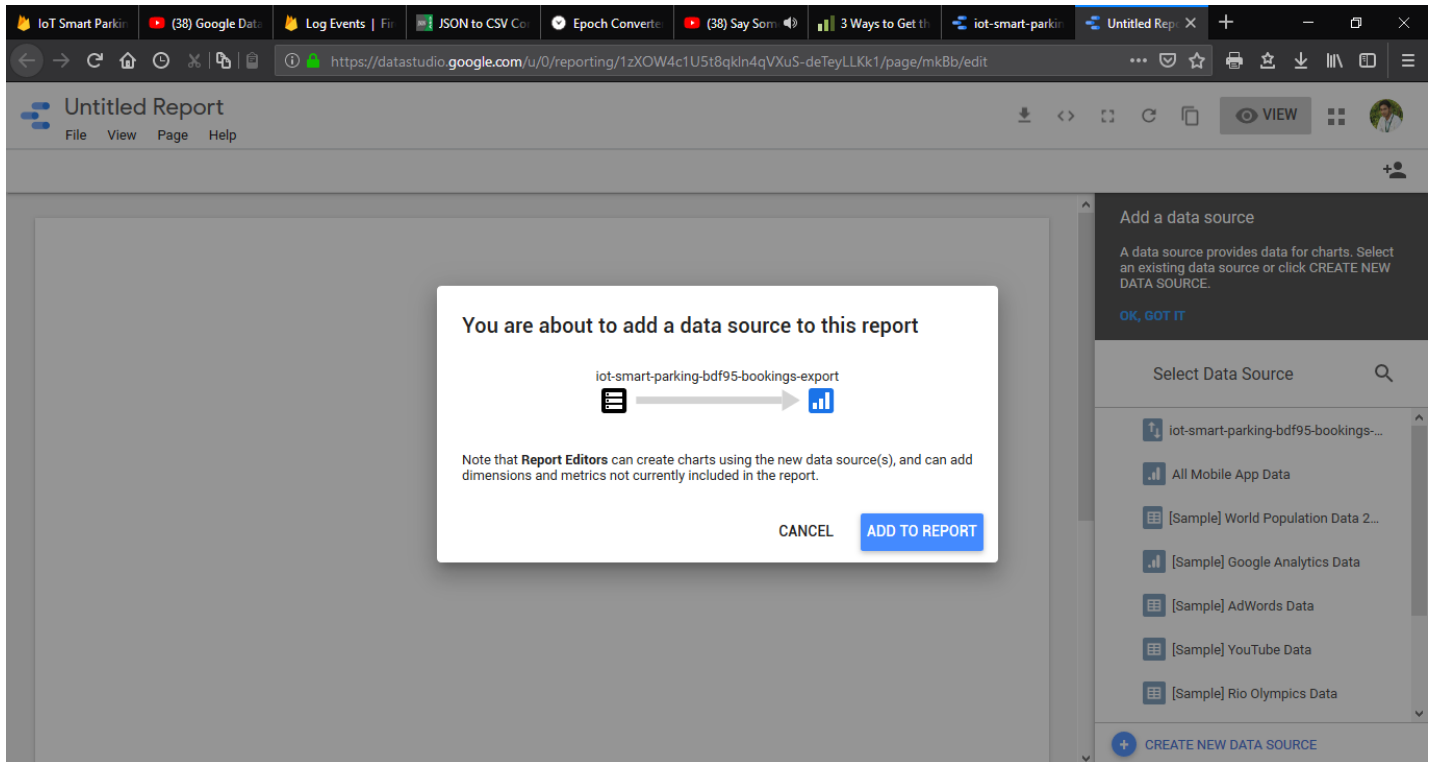 IoT Smart Parkin
(38) Google Data
Log Events | Fir
JSON to CSV Co
Epoch Converte
(38) Say Som
3 Ways to Get th
iot-smart-parkin
Untitled Rep
https://datastudio.google.com/u/0/reporting/1zXOW4c1U5t8qkln4qVXuS-deTeyLLKk1/page/mkBb/edit
Untitled Report
File View Page Help
VIEW
Add a data source
A data source provides data for charts. Select
an existing data source or click CREATE NEW
DATA SOURCE.
OK, GOT IT
You are about to add a data source to this report
iot-smart-parking-bdf95-bookings-export
Note that Report Editors can create charts using the new data source(s), and can add
dimensions and metrics not currently included in the report.
CANCEL ADD TO REPORT
Select Data Source
iot-smart-parking-bdf95-bookings-...
All Mobile App Data
[Sample] World Population Data 2...
[Sample] Google Analytics Data
[Sample] AdWords Data
[Sample] YouTube Data
[Sample] Rio Olympics Data
CREATE NEW DATA SOURCE